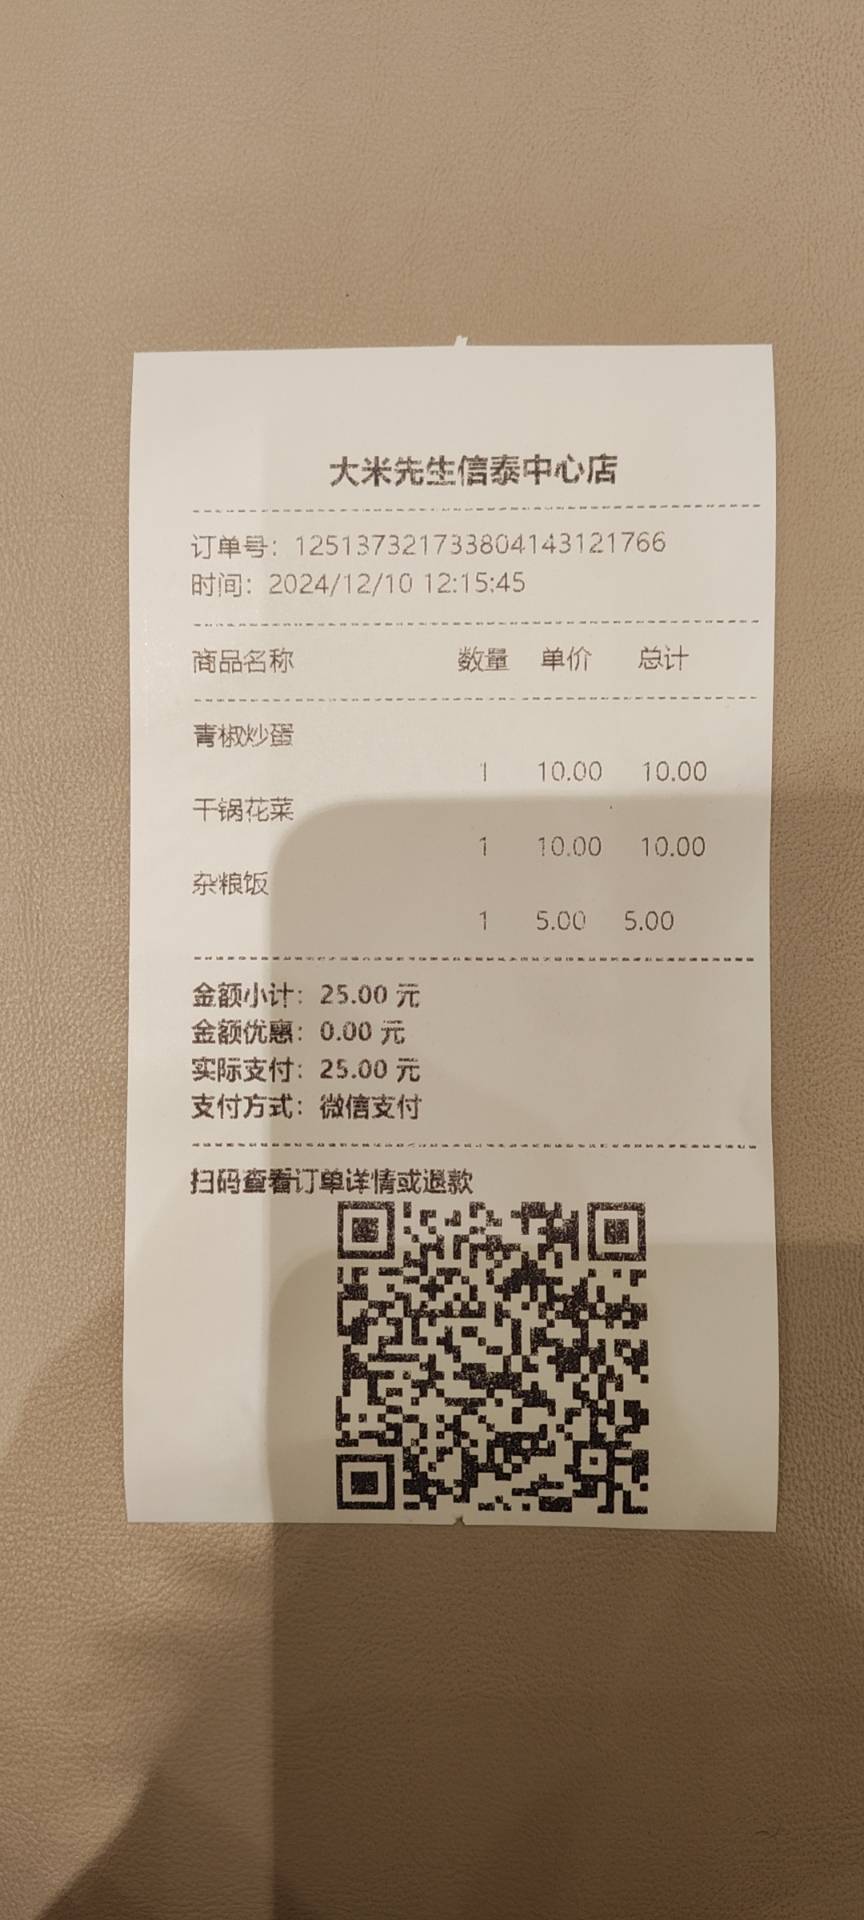 大米先生信泰中心店
订单号：1251373217338041​43121766
时间：2024/12/10 12:15:45
商品名称 数量 单价 总计
青椒炒蛋
1 10.00 10.00
干锅花菜
1 10.00 10.00
杂粮饭
1 5.00 5.00
金额小计：25.00 元
金额优惠：0.00 元
实际支付：25.00 元
支付方式：微信支付
扫码查看订单详情或退款